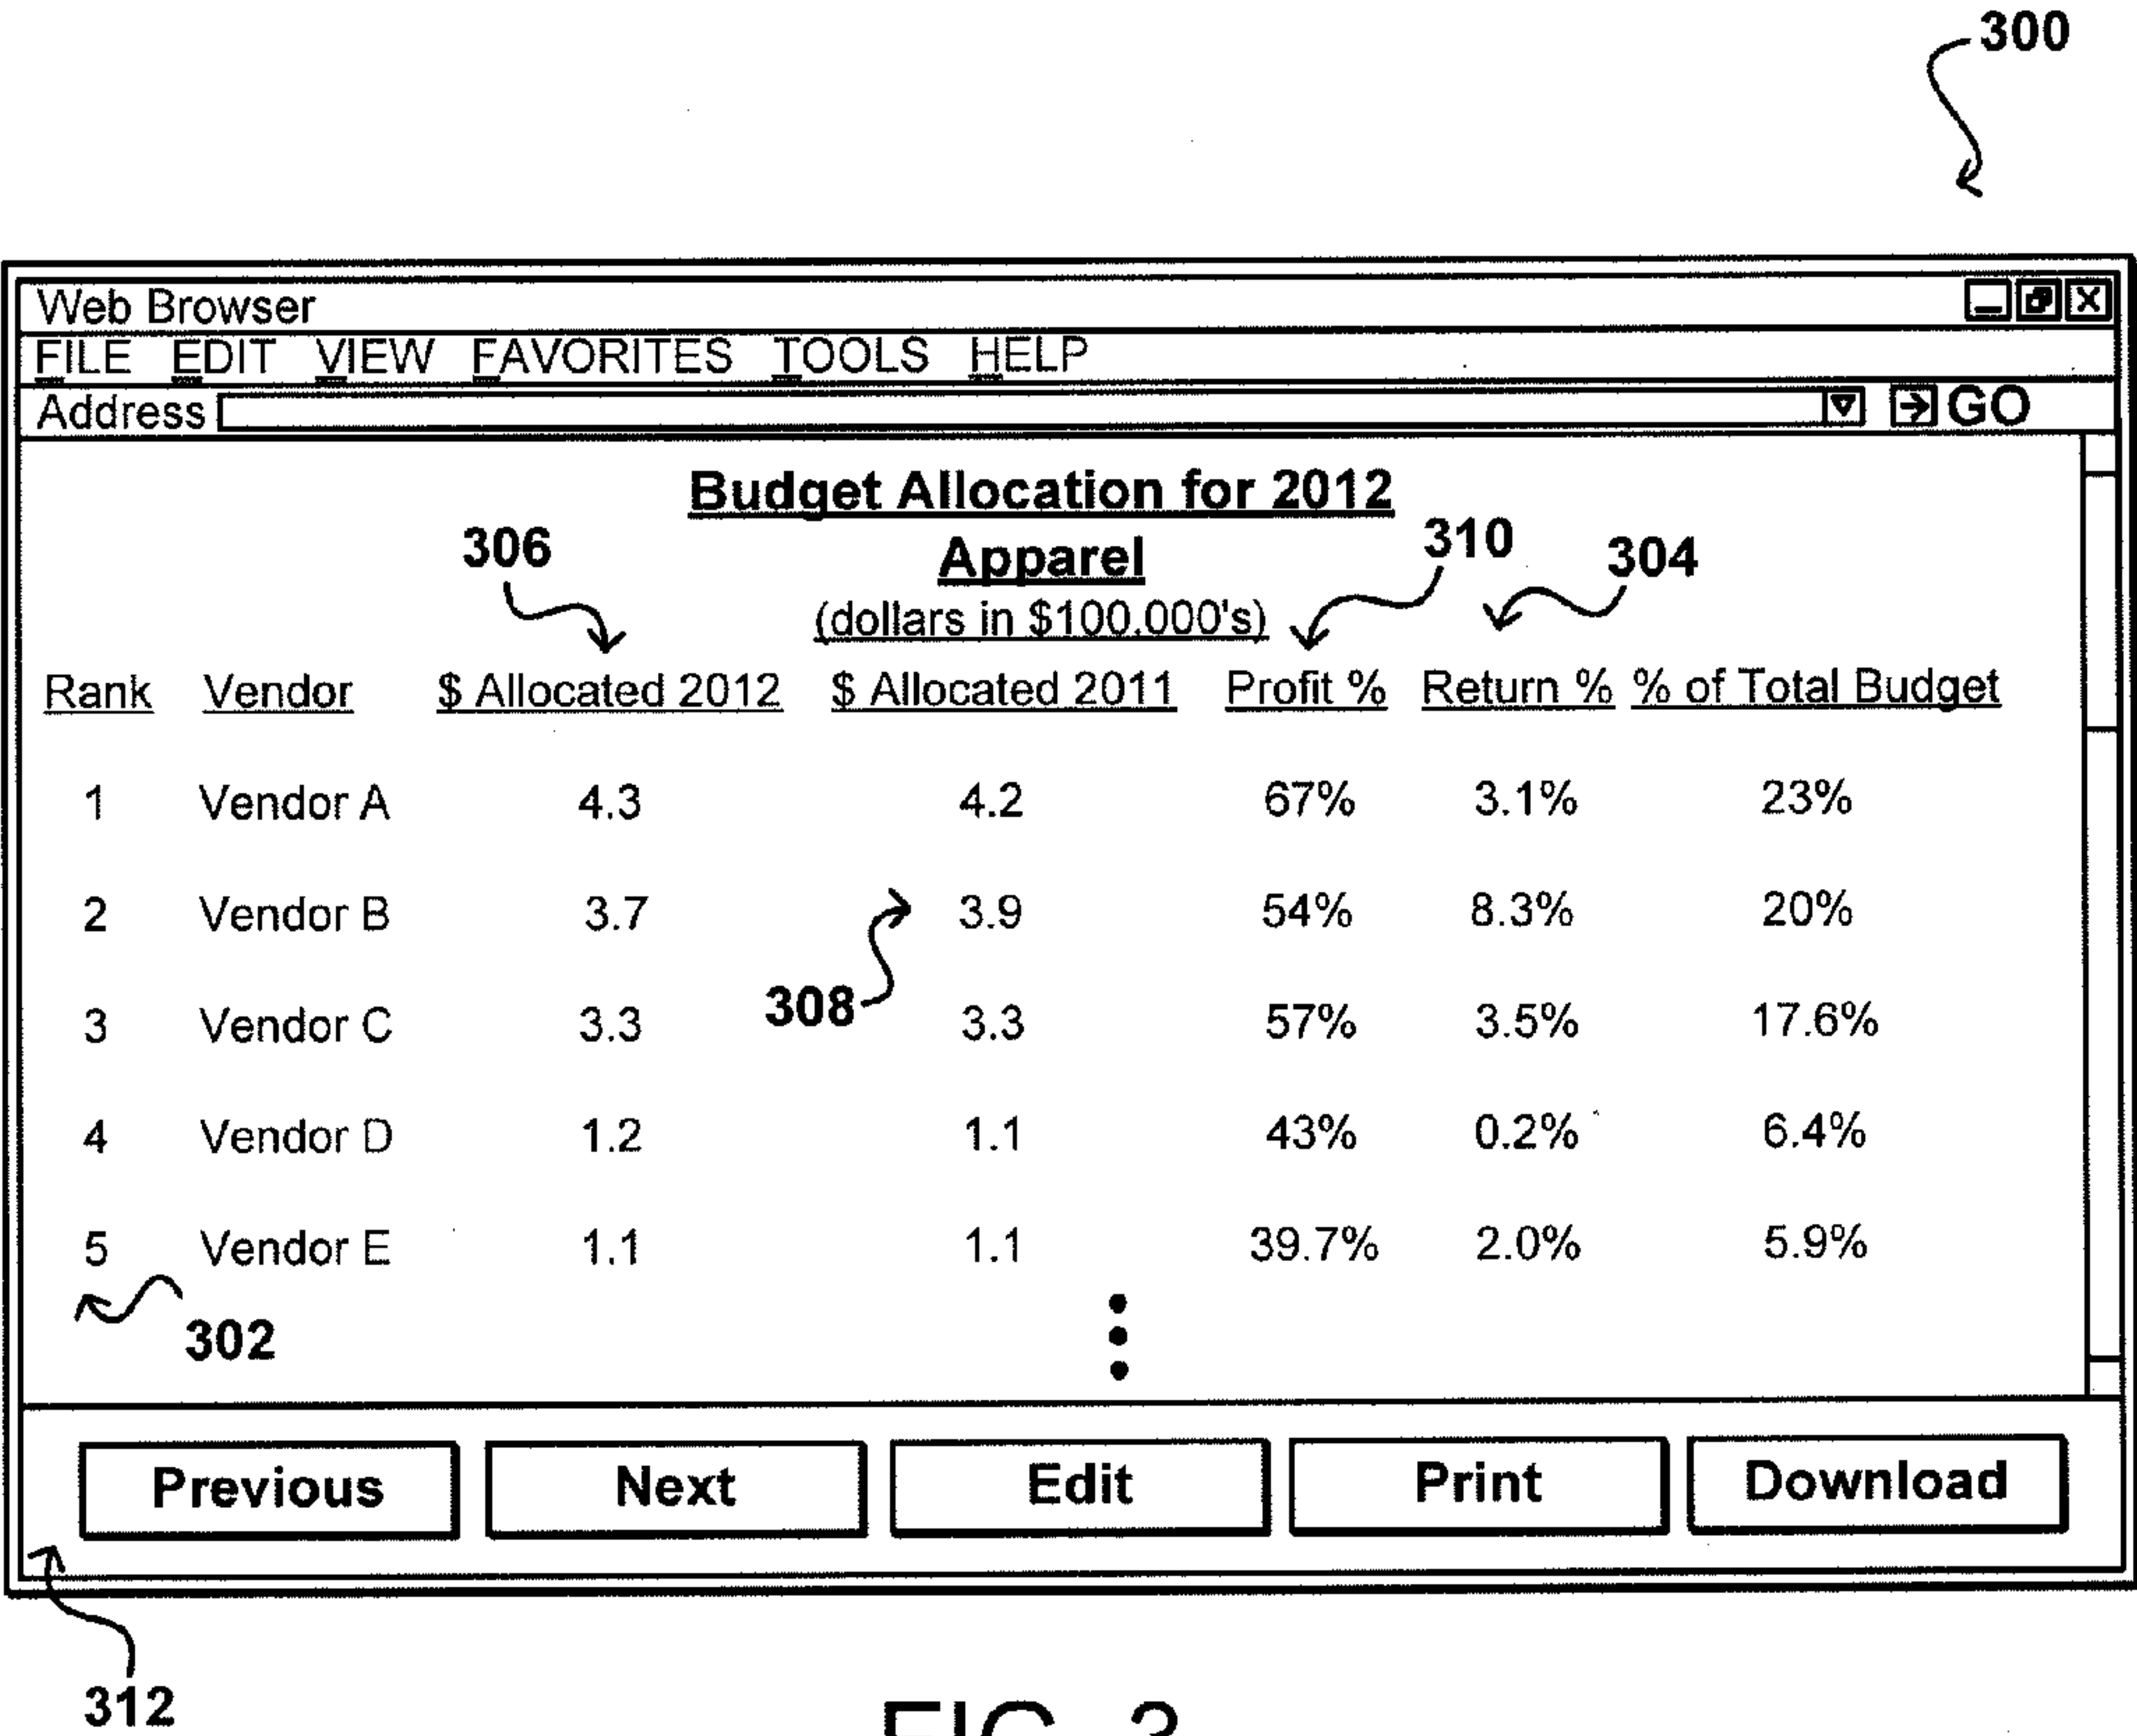 300
Web Browser
FILE EDIT VIEW FAVORITES TOOLS HELP
Address GO
Budget Allocation for 2012
306 Apparel 310 304
(dollars in $100.000's)
Rank Vendor $ Allocated 2012 $ Allocated 2011 Profit % Return % % of Total Budget
1 Vendor A 4.3 4.2 67% 3.1% 23%
2 Vendor B 3.7 3.9 54% 8.3% 20%
308
3 Vendor C 3.3 3.3 57% 3.5% 17.6%
4 Vendor D 1.2 1.1 43% 0.2% 6.4%
5 Vendor E 1.1 1.1 39.7% 2.0% 5.9%
302
Previous Next Edit Print Download
312